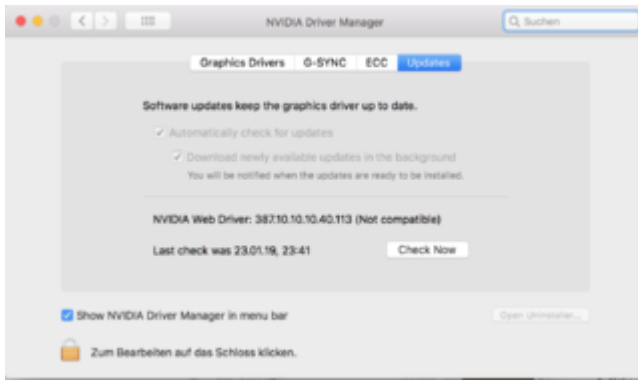 NVIDIA Driver Manager
Suchen
Graphics Drivers G-SYNC ECC Updates
Software updates keep the graphics driver up to date.
Automatically check for updates
Download newly available updates in the background
You will be notified when the updates are ready to be installed.
NVIDIA Web Driver: 387.10.10.10.40.113 (Not compatible)
Last check was 23.01.19, 23:41 Check Now
Show NVIDIA Driver Manager in menu bar Open Uninstaller...
Zum Bearbeiten auf das Schloss klicken.